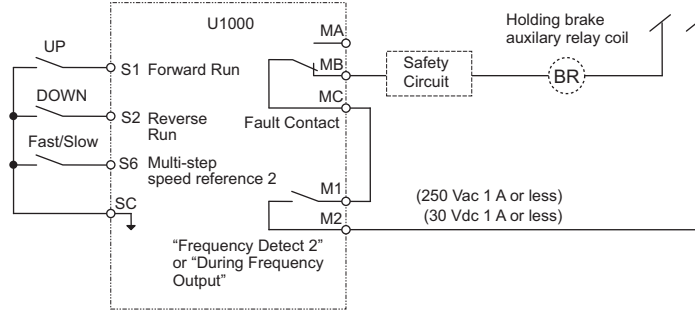 U1000
Holding brake
auxilary relay coil
MA
UP
MB
Safety
Circuit
BR
S1 Forward Run
DOWN
MC
S2 Reverse
Run
Fault Contact
Fast/Slow
S6 Multi-step
speed reference 2
M1
(250 Vac 1 A or less)
SC
M2
(30 Vdc 1 A or less)
“Frequency Detect 2”
or “During Frequency
Output”